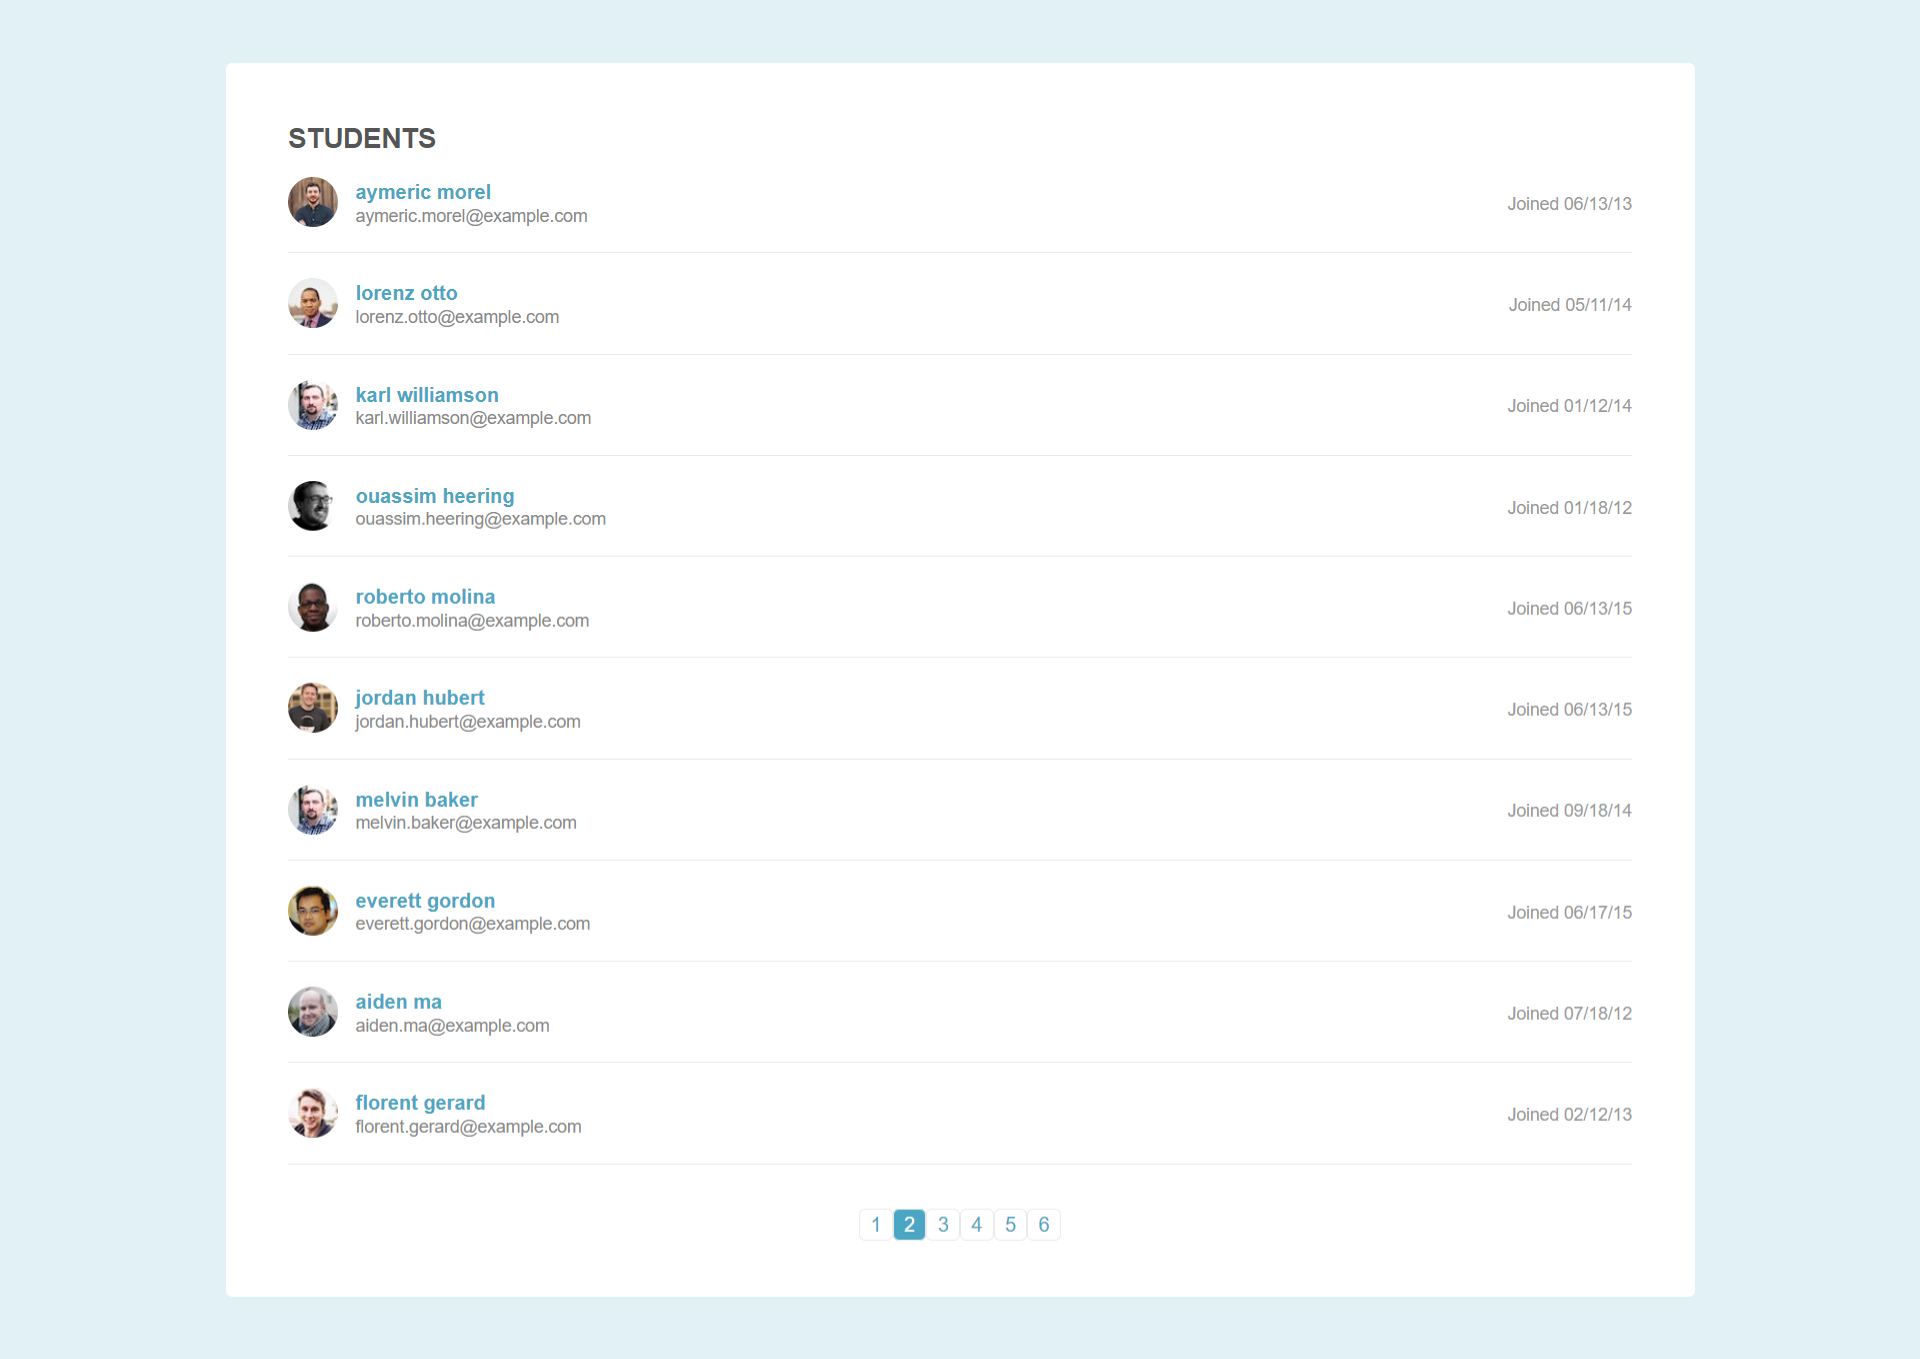 STUDENTS
aymeric morel
aymeric.morel@example.com
Joined 06/13/13
lorenz otto
lorenz.otto@example.com
Joined 05/11/14
karl williamson
karl.williamson@example.com
Joined 01/12/14
ouassim heering
ouassim.heering@example.com
Joined 01/18/12
roberto molina
roberto.molina@example.com
Joined 06/13/15
jordan hubert
jordan.hubert@example.com
Joined 06/13/15
melvin baker
melvin.baker@example.com
Joined 09/18/14
everett gordon
everett.gordon@example.com
Joined 06/17/15
aiden ma
aiden.ma@example.com
Joined 07/18/12
florent gerard
florent.gerard@example.com
Joined 02/12/13
1 2 3 4 5 6